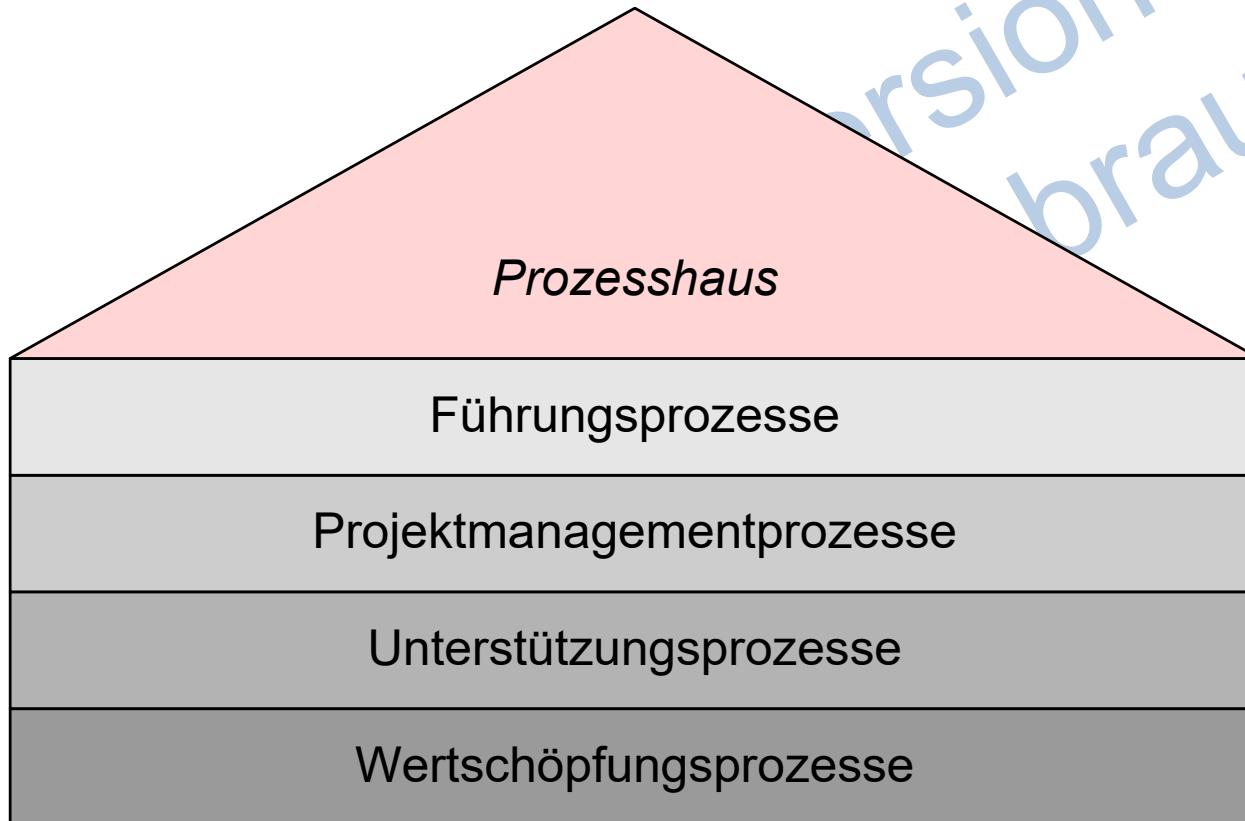 Prozesshaus
Führungsprozesse
Projektmanagementprozesse
Unterstützungsprozesse
Wertschöpfungsprozesse